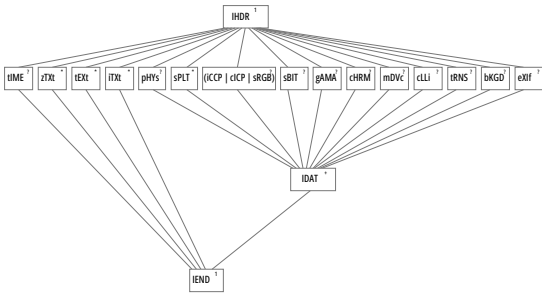 IHDR 1
tIME ? zTXt * tEXt * iTXt * pHYs ? sPLT * (iCCP | cICP | sRGB) ? sBIT ? gAMA ? cHRM ? mDVc ? cLLi ? tRNS ? bKGD ? eXIf ?
IDAT +
IEND 1